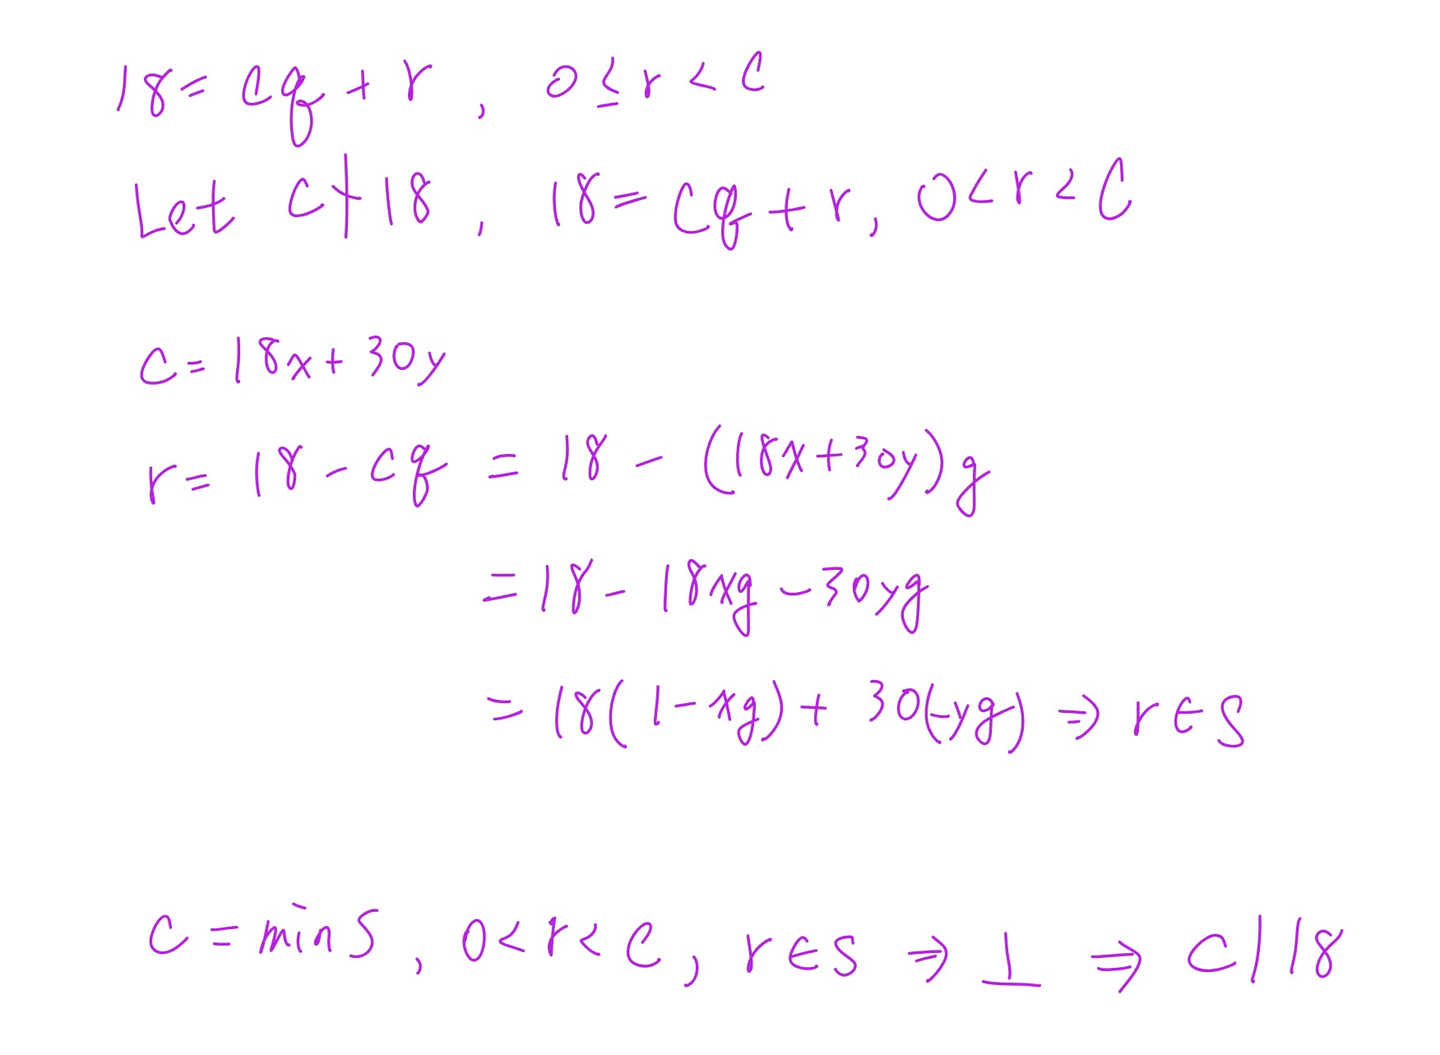 18 = cq + r , 0 ≤ r < c
Let c ∤ 18 , 18 = cq + r, 0 < r < c
c = 18x + 30y
r = 18 - cq = 18 - (18x + 30y)q
= 18 - 18xq - 30yq
= 18(1 - xq) + 30(-yq) ⇒ r ∈ S
c = min S , 0 < r < c, r ∈ S ⇒ ⊥ ⇒ c | 18